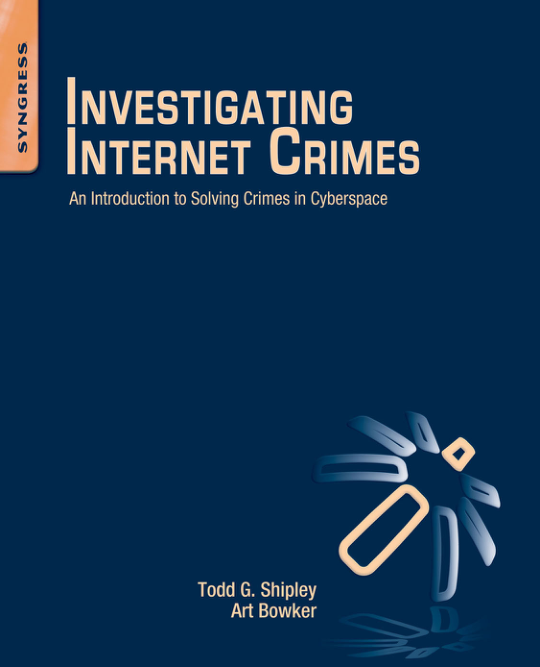 SYNGRESS
INVESTIGATING
INTERNET CRIMES
An Introduction to Solving Crimes in Cyberspace
Todd G. Shipley
Art Bowker